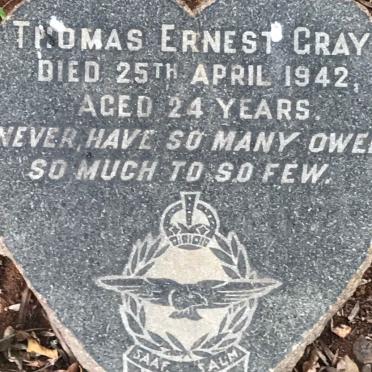 THOMAS ERNEST GRAY
DIED 25TH APRIL 1942,
AGED 24 YEARS.
NEVER, HAVE SO MANY OWED
SO MUCH TO SO FEW.
SAAF SALM